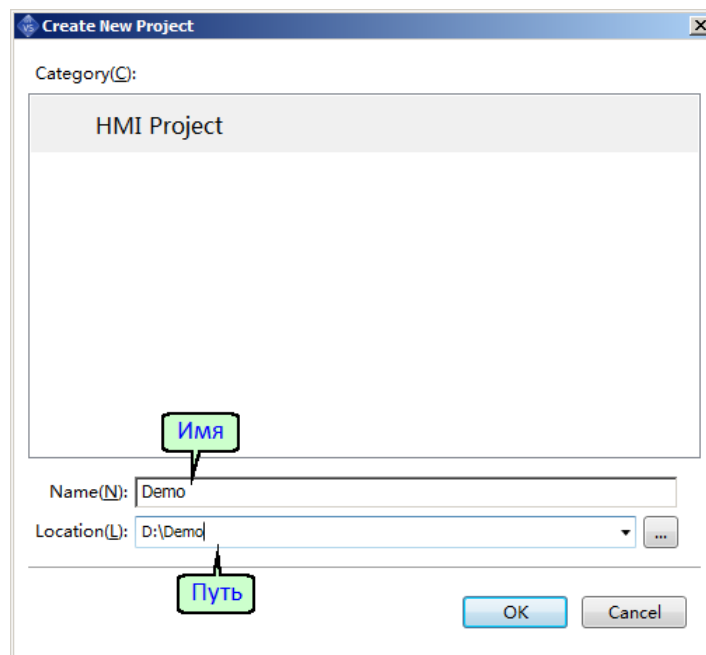 Create New Project
Category(C):
HMI Project
Имя
Name(N): Demo
Location(L): D:\Demo ...
Путь
OK Cancel